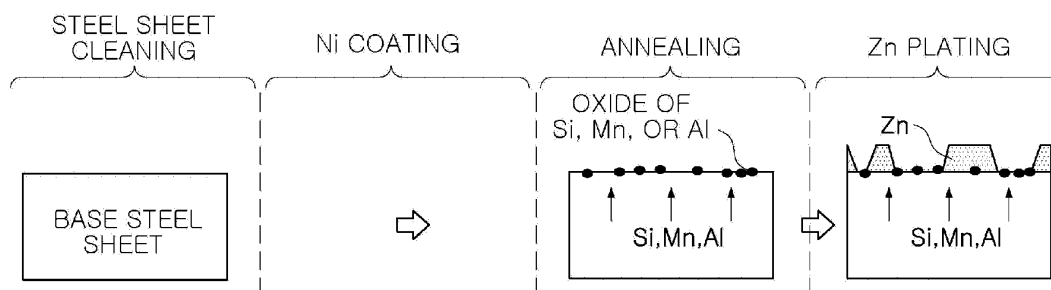 STEEL SHEET
CLEANING
Ni COATING
ANNEALING
Zn PLATING
BASE STEEL
SHEET
OXIDE OF
Si, Mn, OR Al
Si,Mn,Al
Zn
Si,Mn,Al